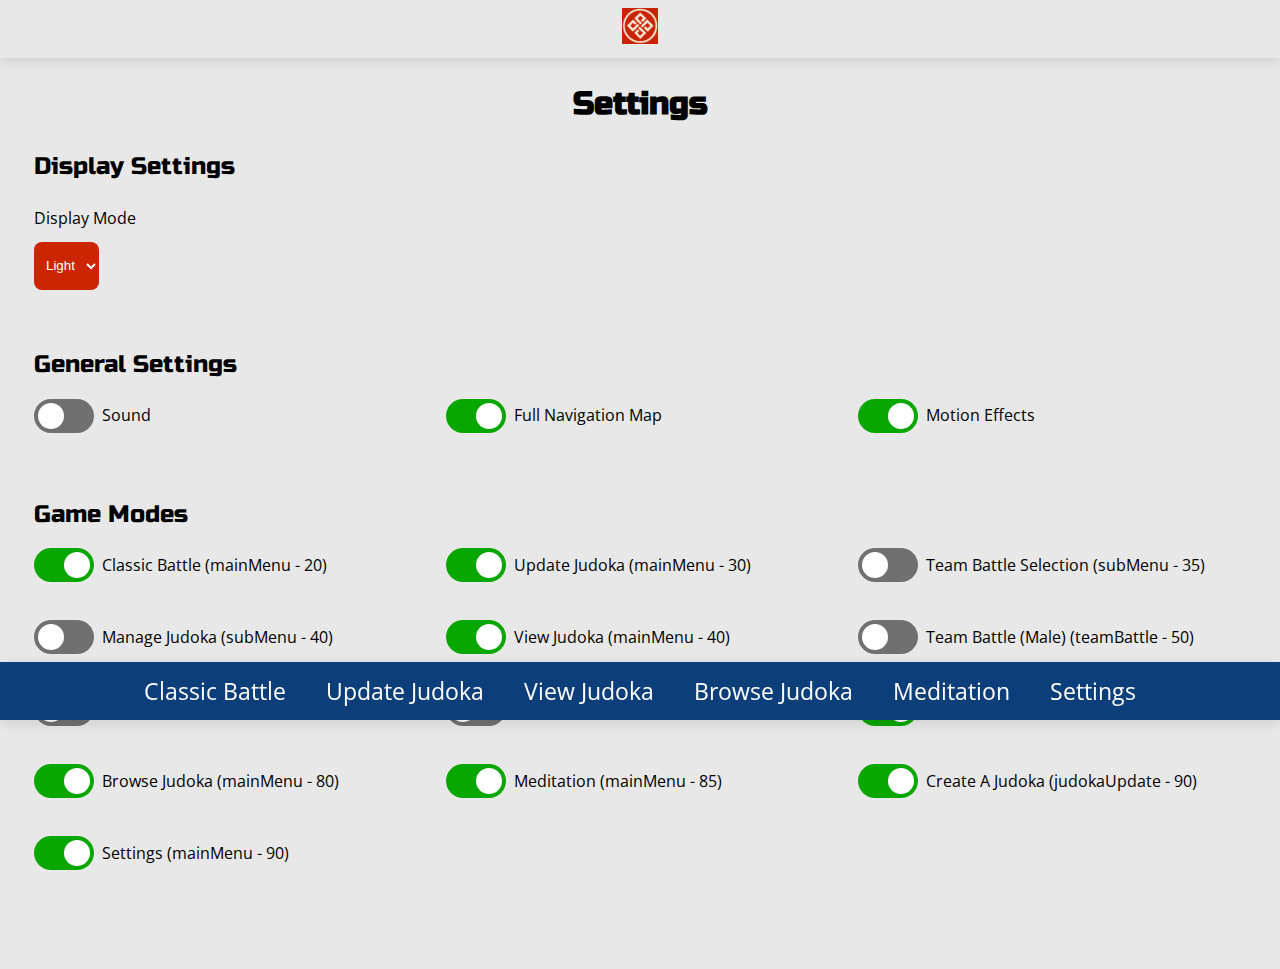 Settings
Display Settings
Display Mode
Light
General Settings
Sound
Full Navigation Map
Motion Effects
Game Modes
Classic Battle (mainMenu - 20)
Update Judoka (mainMenu - 30)
Team Battle Selection (subMenu - 35)
Manage Judoka (subMenu - 40)
View Judoka (mainMenu - 40)
Team Battle (Male) (teamBattle - 50)
Classic Battle
Update Judoka
View Judoka
Browse Judoka
Meditation
Settings
Browse Judoka (mainMenu - 80)
Meditation (mainMenu - 85)
Create A Judoka (judokaUpdate - 90)
Settings (mainMenu - 90)